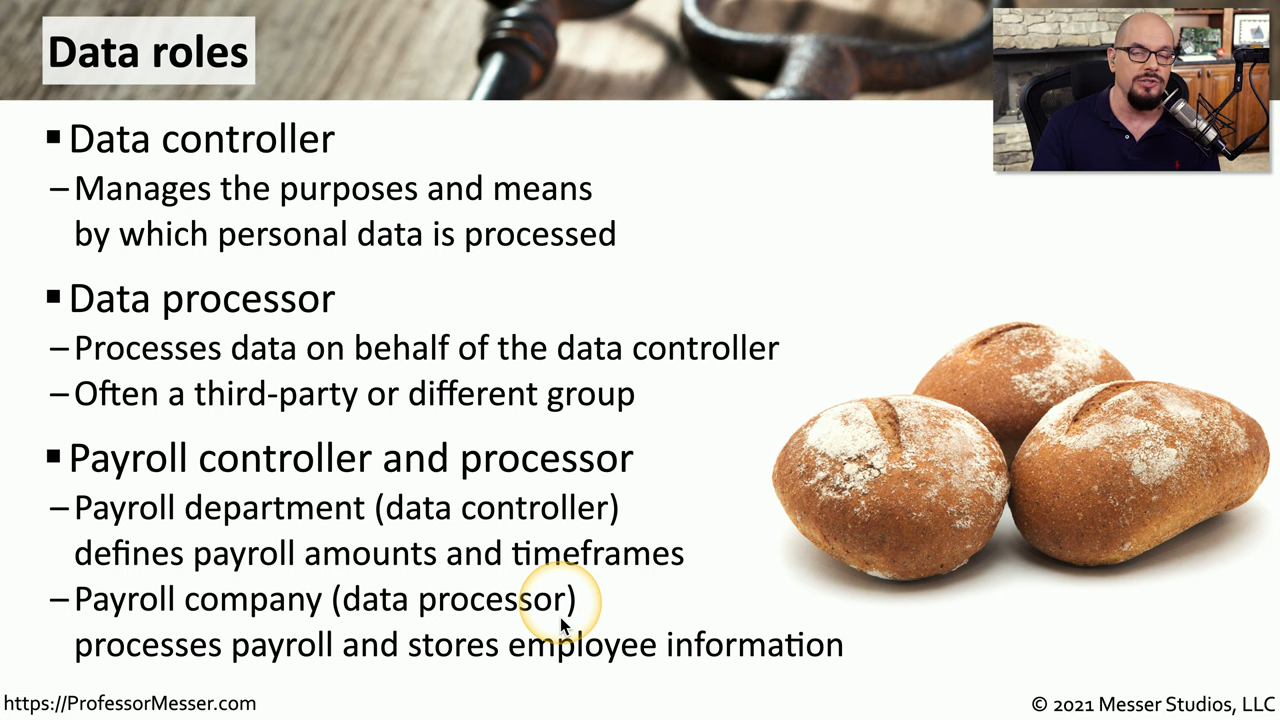 Data roles
▪ Data controller
– Manages the purposes and means
by which personal data is processed
▪ Data processor
– Processes data on behalf of the data controller
– Often a third-party or different group
▪ Payroll controller and processor
– Payroll department (data controller)
defines payroll amounts and timeframes
– Payroll company (data processor)
processes payroll and stores employee information
https://ProfessorMesser.com
© 2021 Messer Studios, LLC